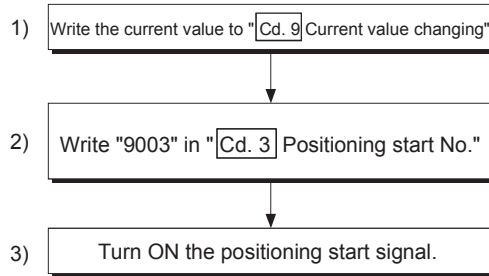 1) Write the current value to "Cd. 9 Current value changing"
2) Write "9003" in "Cd. 3 Positioning start No."
3) Turn ON the positioning start signal.